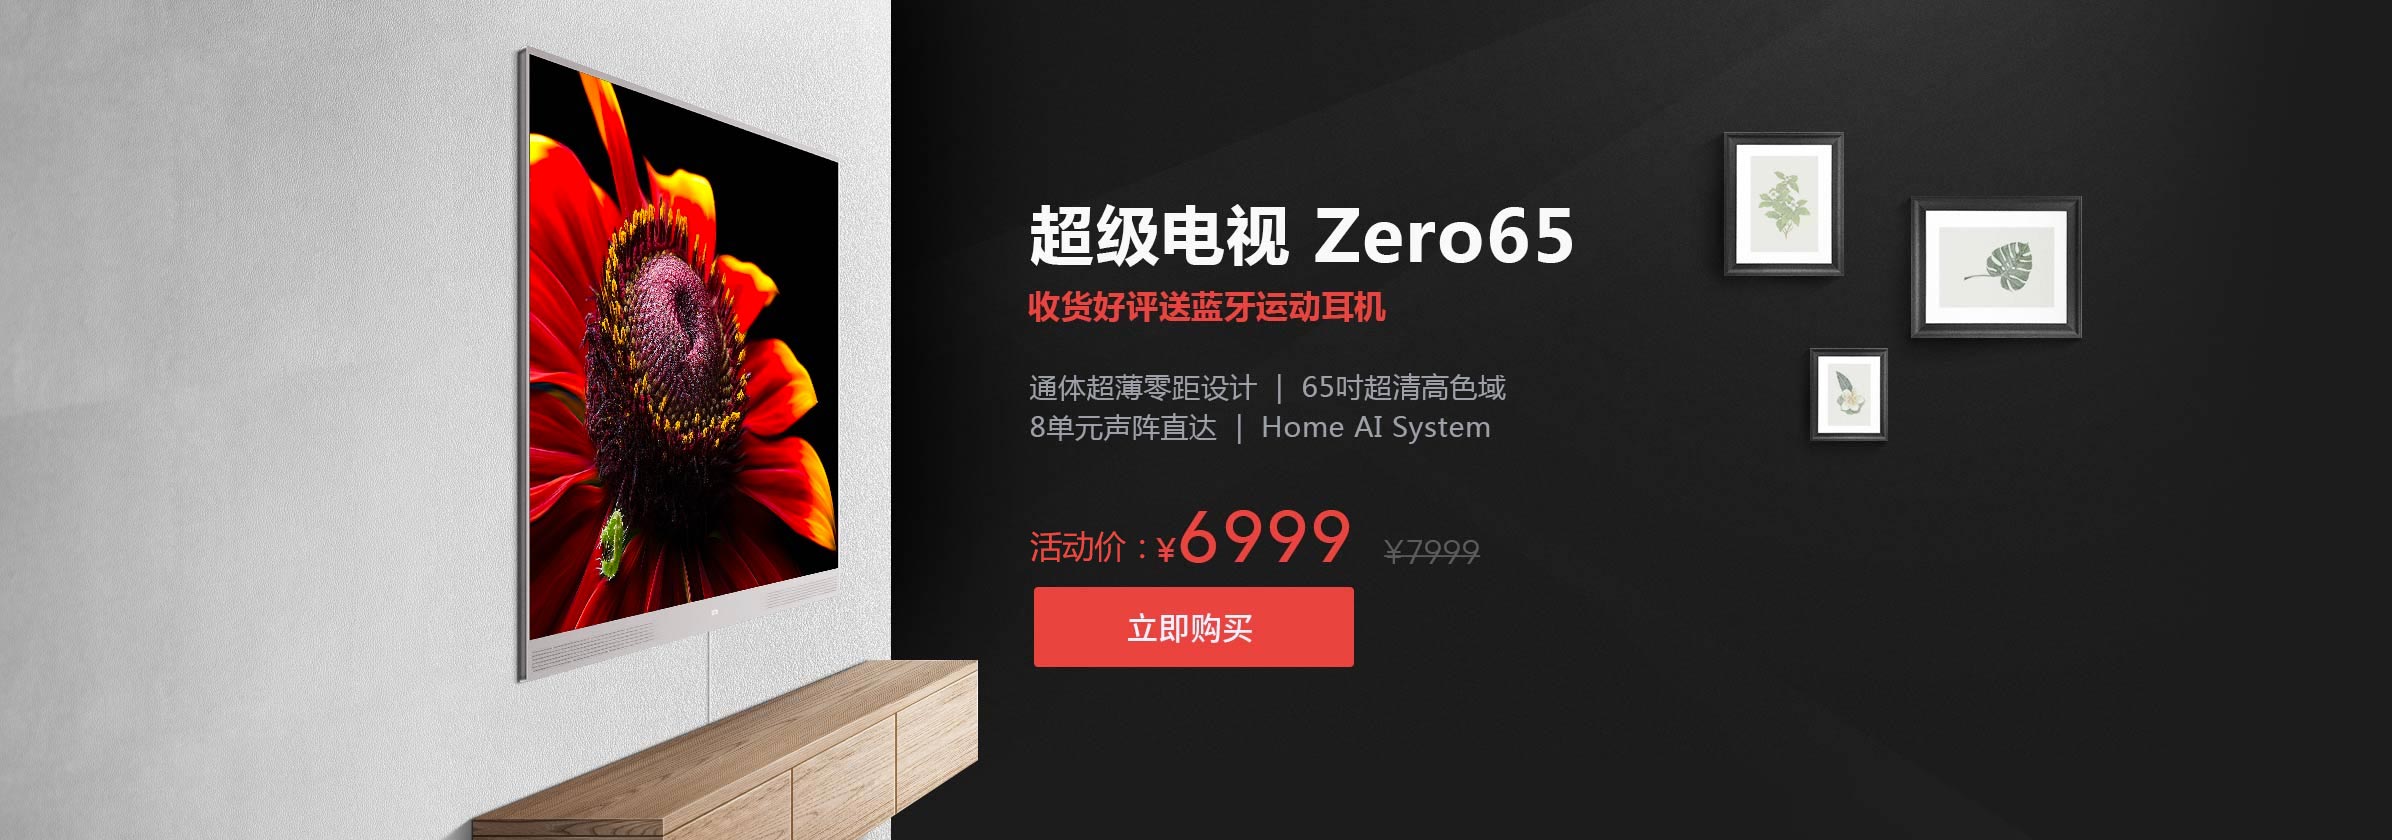 超级电视 Zero65
收货好评送蓝牙运动耳机
通体超薄零距设计 | 65吋超清高色域
8单元声阵直达 | Home AI System
活动价：¥6999 ¥7999
立即购买